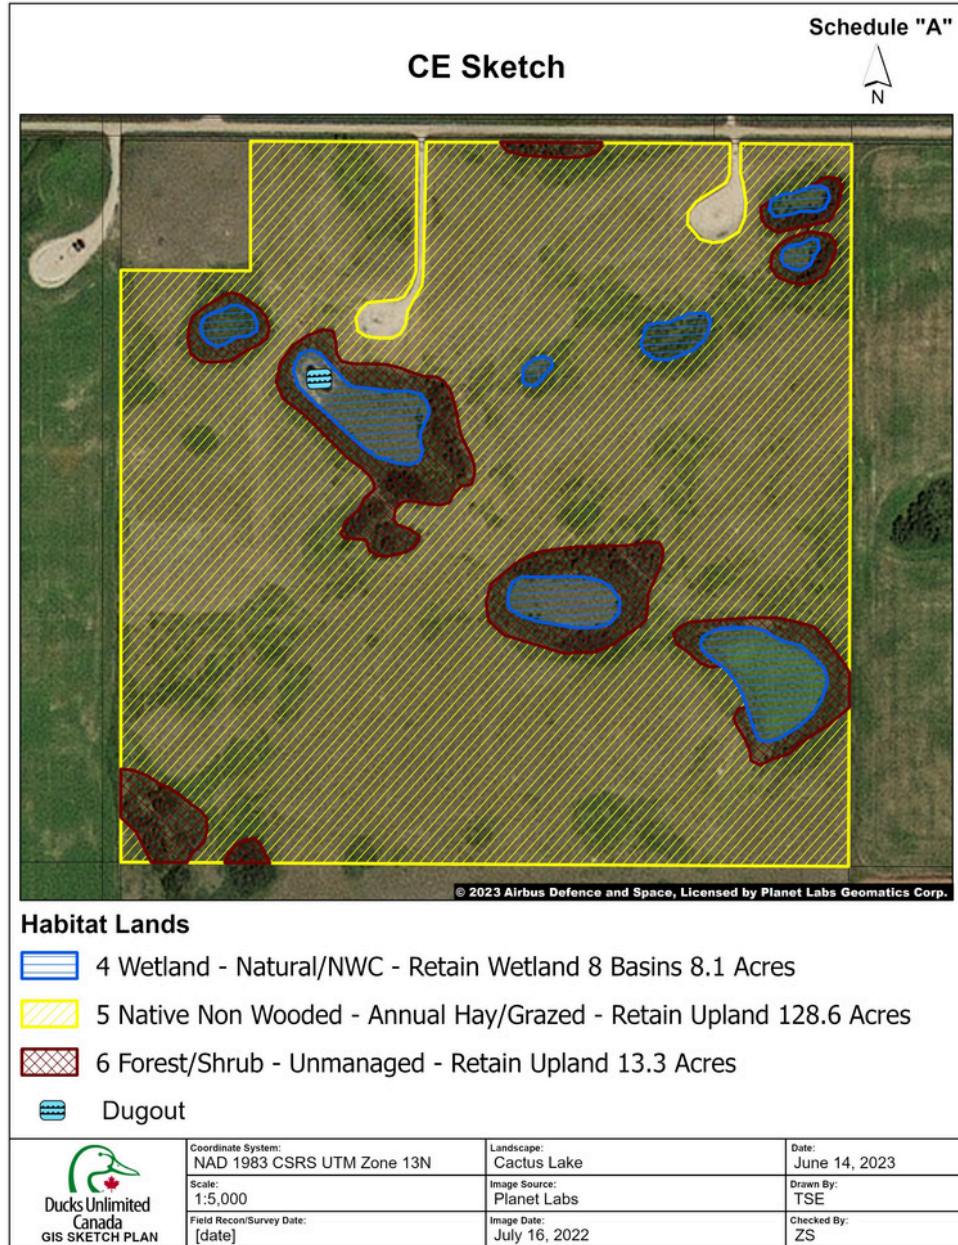 Schedule "A"
CE Sketch
N
© 2023 Airbus Defence and Space, Licensed by Planet Labs Geomatics Corp.
Habitat Lands
4 Wetland - Natural/NWC - Retain Wetland 8 Basins 8.1 Acres
5 Native Non Wooded - Annual Hay/Grazed - Retain Upland 128.6 Acres
6 Forest/Shrub - Unmanaged - Retain Upland 13.3 Acres
Dugout
Ducks Unlimited
Canada
GIS SKETCH PLAN
Coordinate System:
NAD 1983 CSRS UTM Zone 13N
Landscape:
Cactus Lake
Date:
June 14, 2023
Scale:
1:5,000
Image Source:
Planet Labs
Drawn By:
TSE
Field Recon/Survey Date:
[date]
Image Date:
July 16, 2022
Checked By:
ZS